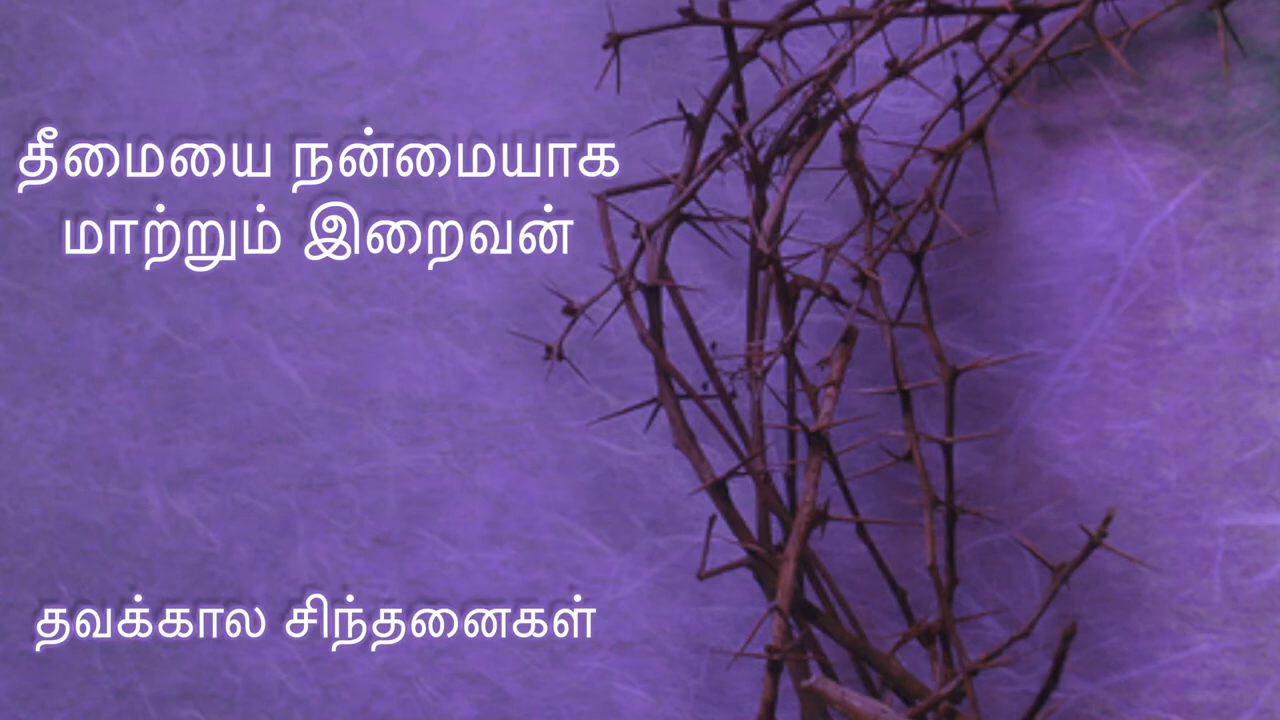 தீமையை நன்மையாக
மாற்றும் இறைவன்
தவக்கால சிந்தனைகள்